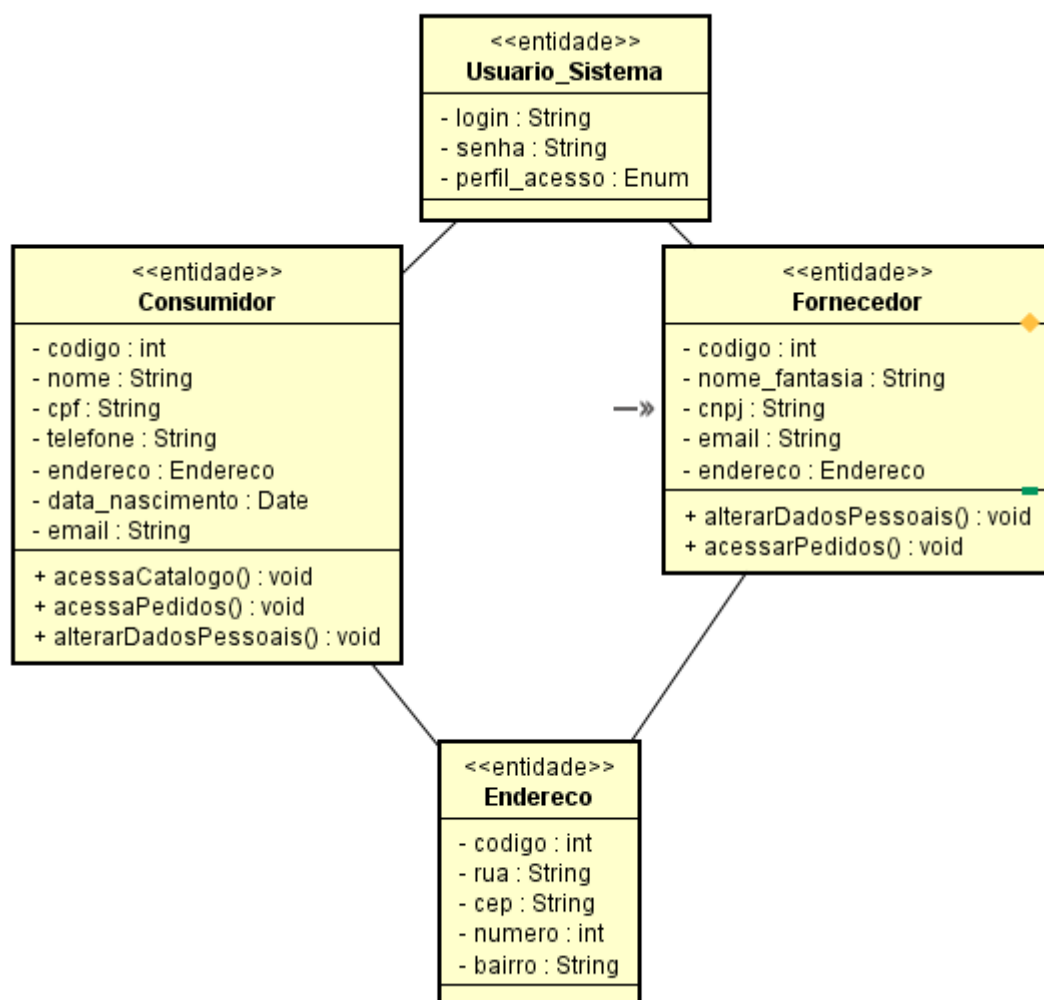 <<entidade>>
Usuario_Sistema
- login : String
- senha : String
- perfil_acesso : Enum
<<entidade>>
Consumidor
- codigo : int
- nome : String
- cpf : String
- telefone : String
- endereco : Endereco
- data_nascimento : Date
- email : String
+ acessaCatalogo() : void
+ acessaPedidos() : void
+ alterarDadosPessoais() : void
<<entidade>>
Fornecedor
- codigo : int
- nome_fantasia : String
- cnpj : String
- email : String
- endereco : Endereco
+ alterarDadosPessoais() : void
+ acessarPedidos() : void
<<entidade>>
Endereco
- codigo : int
- rua : String
- cep : String
- numero : int
- bairro : String